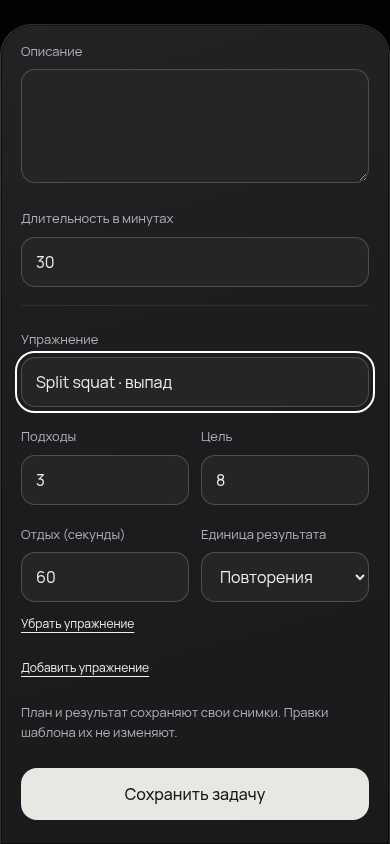 Описание
Длительность в минутах
30
Упражнение
Split squat · выпад
Подходы
Цель
3
8
Отдых (секунды)
Единица результата
60
Повторения
Убрать упражнение
Добавить упражнение
План и результат сохраняют свои снимки. Правки
шаблона их не изменяют.
Сохранить задачу